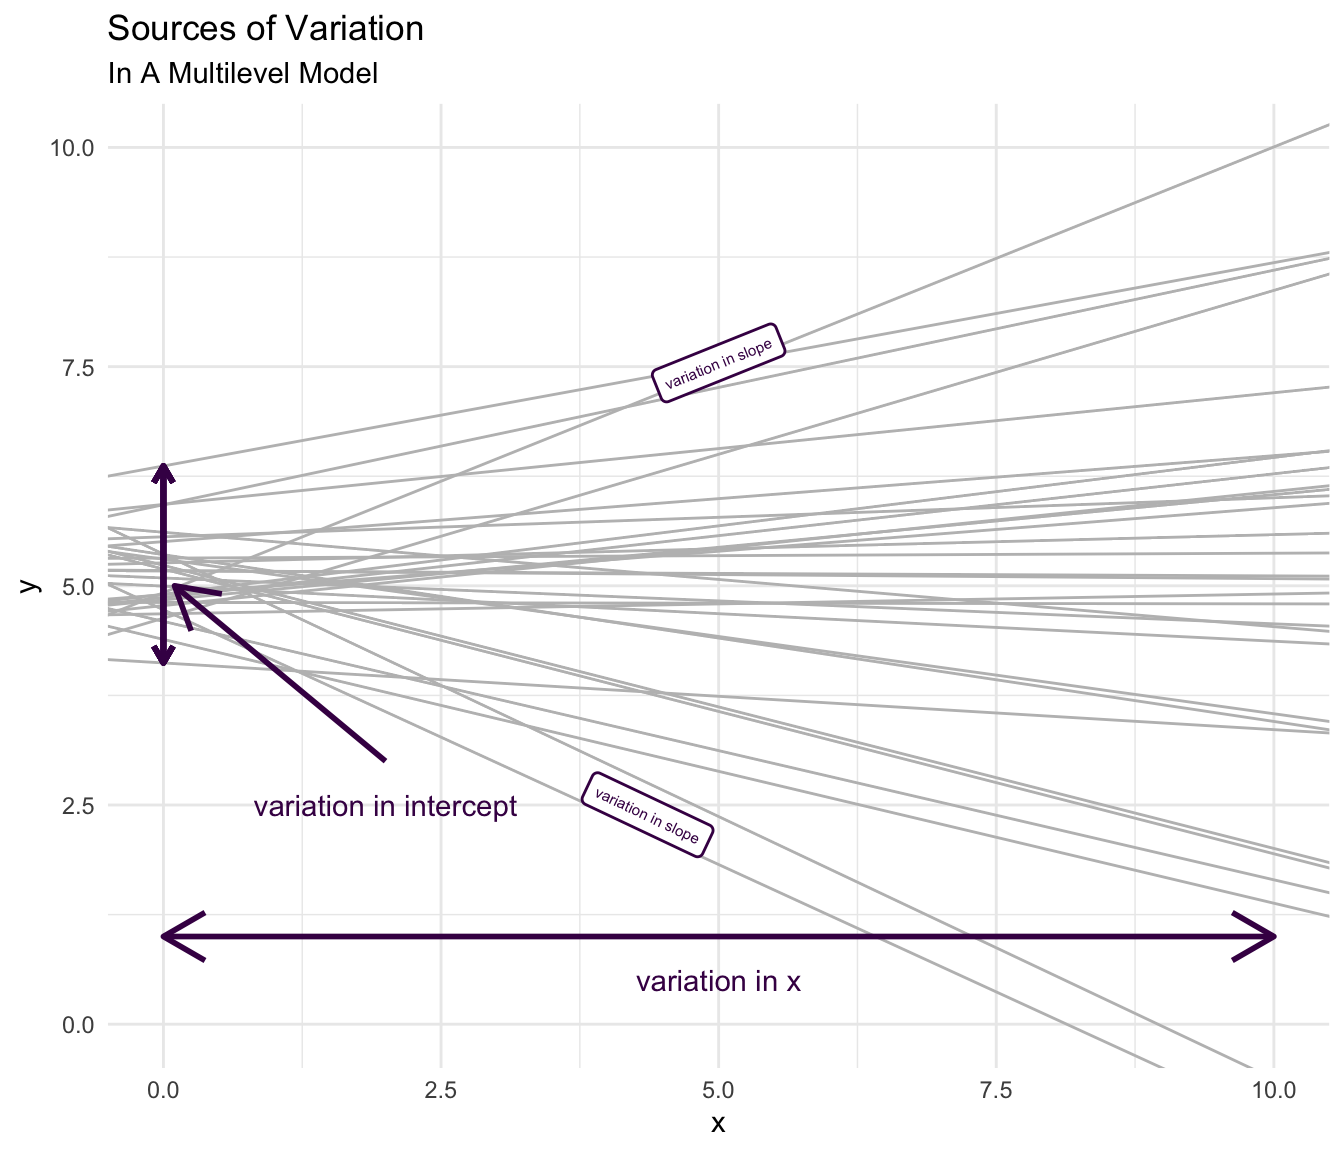 Sources of Variation
In A Multilevel Model
10.0
7.5
5.0
2.5
0.0
y
variation in slope
variation in intercept
variation in slope
variation in x
0.0 2.5 5.0 7.5 10.0
x